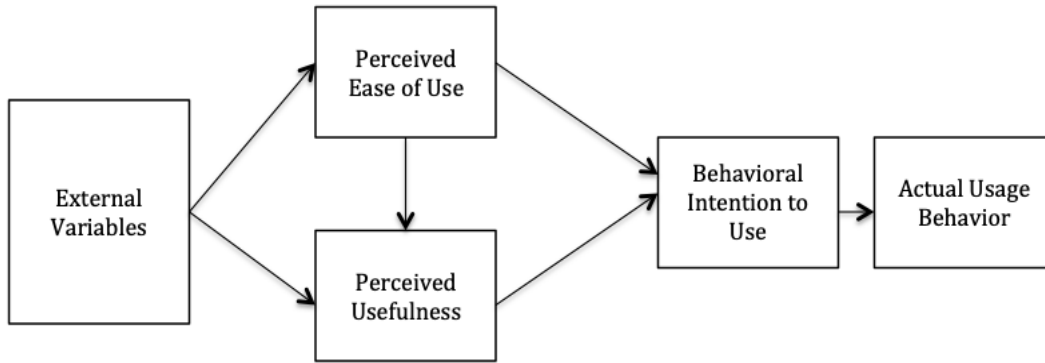 External
Variables
Perceived
Ease of Use
Perceived
Usefulness
Behavioral
Intention to
Use
Actual Usage
Behavior